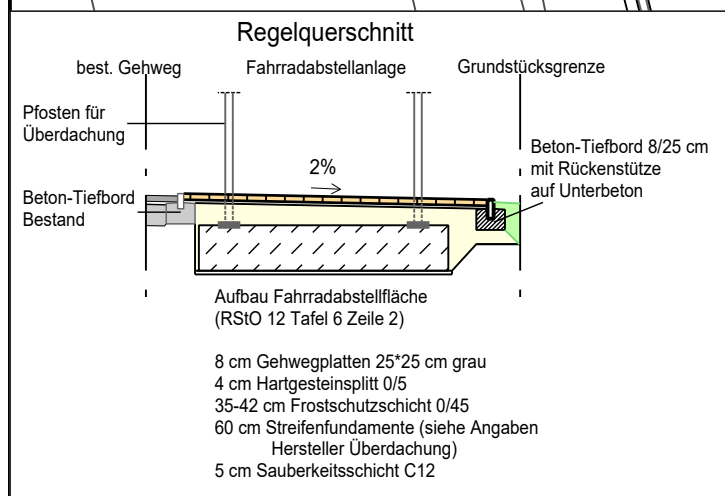 Regelquerschnitt
best. Gehweg
Fahrradabstellanlage
Grundstücksgrenze
Pfosten für
Überdachung
2%
Beton-Tiefbord 8/25 cm
mit Rückenstütze
auf Unterbeton
Beton-Tiefbord
Bestand
Aufbau Fahrradabstellfläche
(RStO 12 Tafel 6 Zeile 2)
8 cm Gehwegplatten 25*25 cm grau
4 cm Hartgesteinsplitt 0/5
35-42 cm Frostschutzschicht 0/45
60 cm Streifenfundamente (siehe Angaben
Hersteller Überdachung)
5 cm Sauberkeitsschicht C12